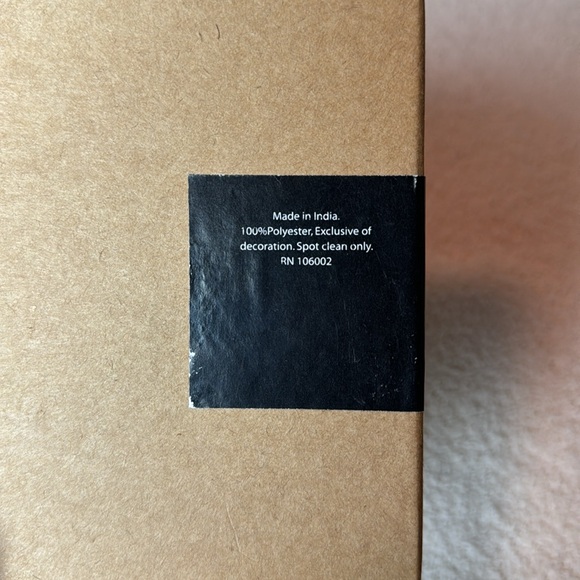 Made in India.
100%Polyester, Exclusive of
decoration. Spot clean only.
RN 106002